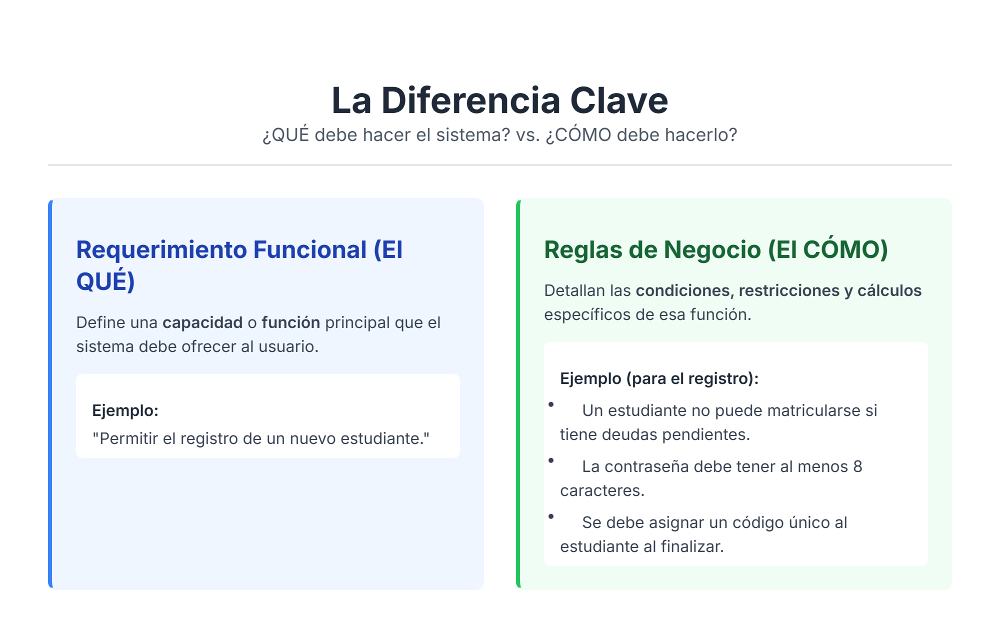 La Diferencia Clave
¿QUÉ debe hacer el sistema? vs. ¿CÓMO debe hacerlo?
Requerimiento Funcional (El
QUÉ)
Define una capacidad o función principal que el
sistema debe ofrecer al usuario.
Ejemplo:
"Permitir el registro de un nuevo estudiante."
Reglas de Negocio (El CÓMO)
Detallan las condiciones, restricciones y cálculos
específicos de esa función.
Ejemplo (para el registro):
• Un estudiante no puede matricularse si
tiene deudas pendientes.
• La contraseña debe tener al menos 8
caracteres.
• Se debe asignar un código único al
estudiante al finalizar.